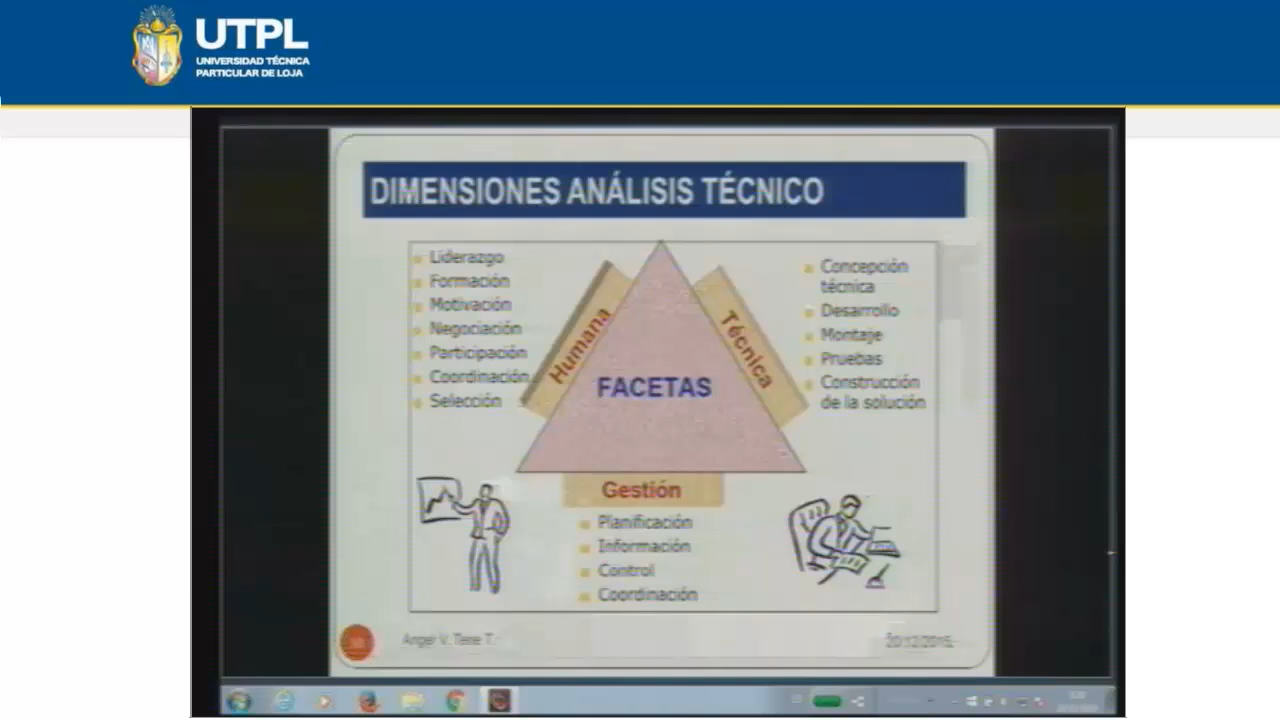 UTPL
UNIVERSIDAD TÉCNICA
PARTICULAR DE LOJA
DIMENSIONES ANÁLISIS TÉCNICO
Liderazgo
Formación
Motivación
Negociación
Participación
Coordinación
Selección
Humana
FACETAS
Técnica
Concepción
técnica
Desarrollo
Montaje
Pruebas
Construcción
de la solución
Gestión
Planificación
Información
Control
Coordinación